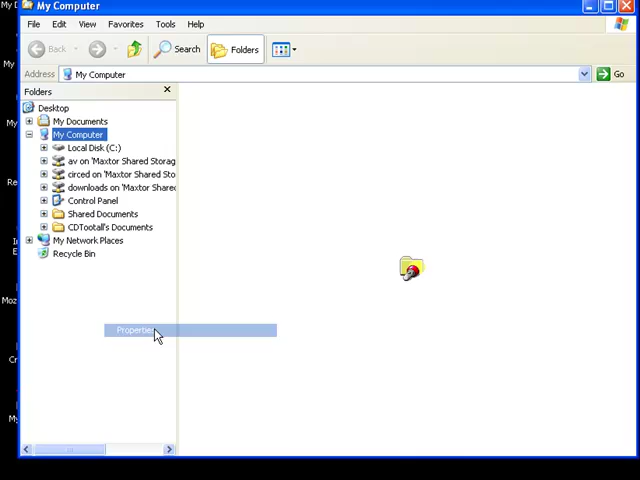 My Computer
File Edit View Favorites Tools Help
Back Search Folders
Address My Computer Go
Folders
Desktop
My Documents
My Computer
Local Disk (C:)
av on 'Maxtor Shared Storag
circed on 'Maxtor Shared Sto
downloads on 'Maxtor Shared
Control Panel
Shared Documents
CDTootall's Documents
My Network Places
Recycle Bin
Properties